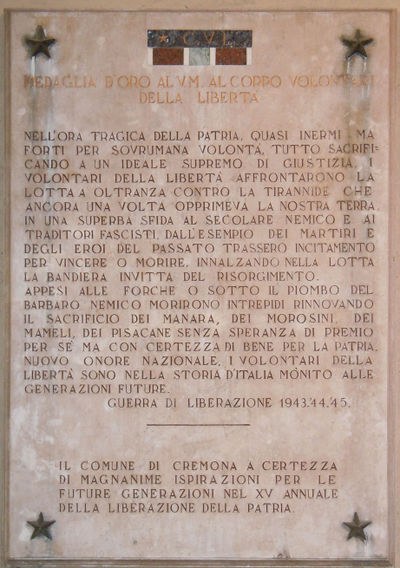 ★ C.V.L.
MEDAGLIA D'ORO AL V.M. AL CORPO VOLONTARI
DELLA LIBERTÀ
NELL'ORA TRAGICA DELLA PATRIA, QUASI INERMI MA
FORTI PER SOVRUMANA VOLONTÀ, TUTTO SACRIFI-
CANDO A UN IDEALE SUPREMO DI GIUSTIZIA, I
VOLONTARI DELLA LIBERTÀ AFFRONTARONO LA
LOTTA A OLTRANZA CONTRO LA TIRANNIDE CHE
ANCORA UNA VOLTA OPPRIMEVA LA NOSTRA TERRA.
IN UNA SUPERBA SFIDA AL SECOLARE NEMICO E AI
TRADITORI FASCISTI, DALL'ESEMPIO DEI MARTIRI E
DEGLI EROI DEL PASSATO TRASSERO INCITAMENTO
PER VINCERE O MORIRE, INNALZANDO NELLA LOTTA
LA BANDIERA INVITTA DEL RISORGIMENTO.
APPESI ALLE FORCHE O SOTTO IL PIOMBO DEL
BARBARO NEMICO MORIRONO INTREPIDI RINNOVANDO
IL SACRIFICIO DEI MANARA, DEI MOROSINI, DEI
MAMELI, DEI PISACANE SENZA SPERANZA DI PREMIO
PER SÉ MA CON CERTEZZA DI BENE PER LA PATRIA.
NUOVO ONORE NAZIONALE, I VOLONTARI DELLA
LIBERTÀ SONO NELLA STORIA D'ITALIA MÒNITO ALLE
GENERAZIONI FUTURE.
GUERRA DI LIBERAZIONE 1943.44.45.
IL COMUNE DI CREMONA A CERTEZZA
DI MAGNANIME ISPIRAZIONI PER LE
FUTURE GENERAZIONI NEL XV ANNUALE
DELLA LIBERAZIONE DELLA PATRIA.